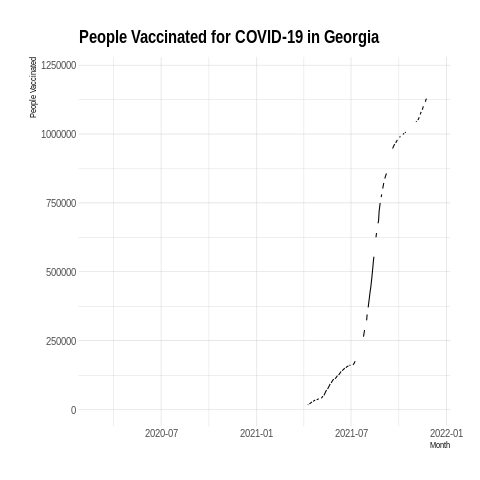 People Vaccinated for COVID-19 in Georgia
People Vaccinated
1250000
1000000
750000
500000
250000
0
2020-07 2021-01 2021-07 2022-01
Month